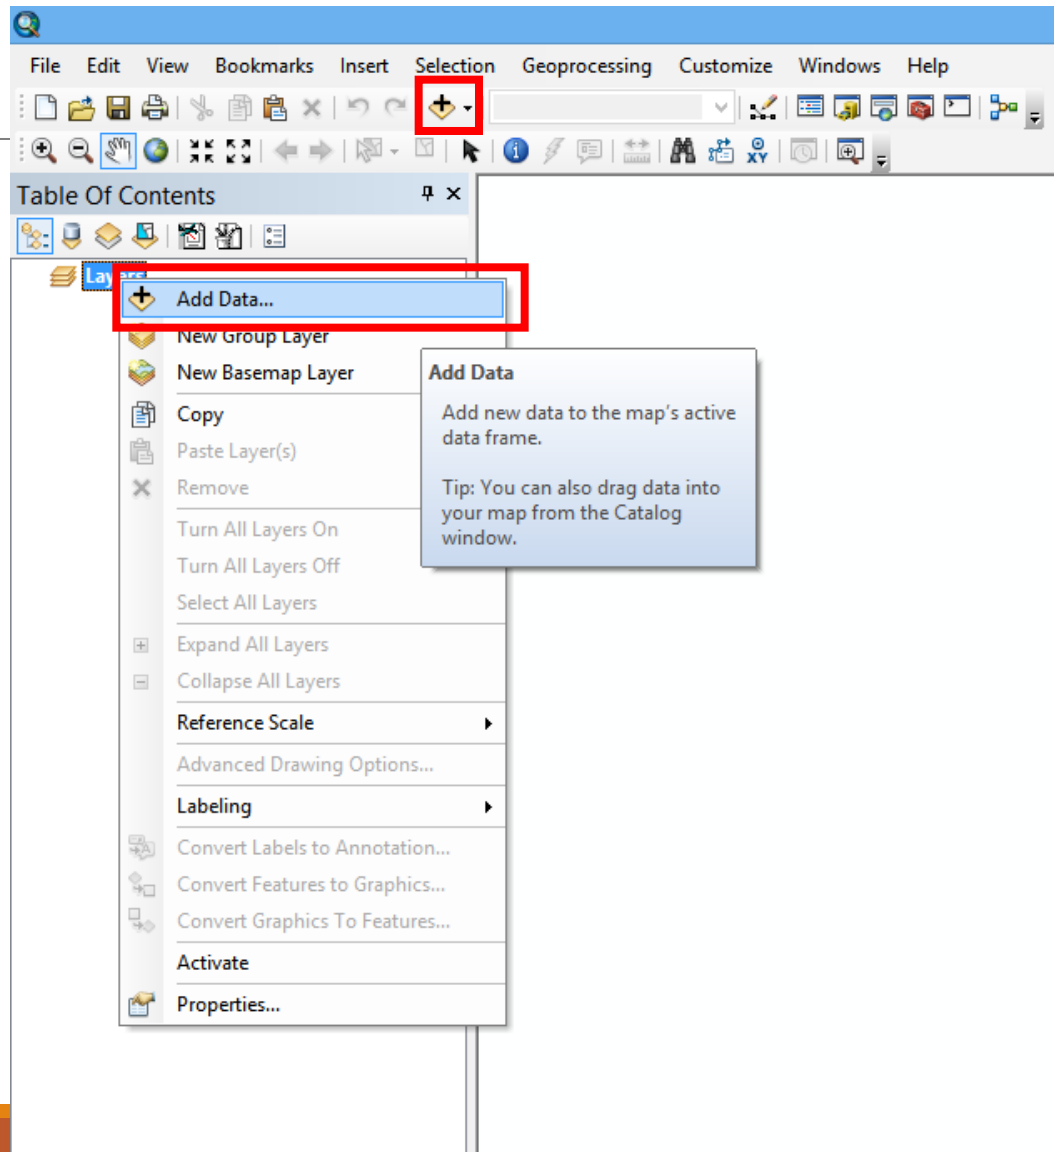 File Edit View Bookmarks Insert Selection Geoprocessing Customize Windows Help
Table Of Contents
Layers
Add Data...
New Group Layer
New Basemap Layer
Copy
Paste Layer(s)
Remove
Turn All Layers On
Turn All Layers Off
Select All Layers
Expand All Layers
Collapse All Layers
Reference Scale
Advanced Drawing Options...
Labeling
Convert Labels to Annotation...
Convert Features to Graphics...
Convert Graphics To Features...
Activate
Properties...
Add Data
Add new data to the map's active
data frame.
Tip: You can also drag data into
your map from the Catalog
window.
XY